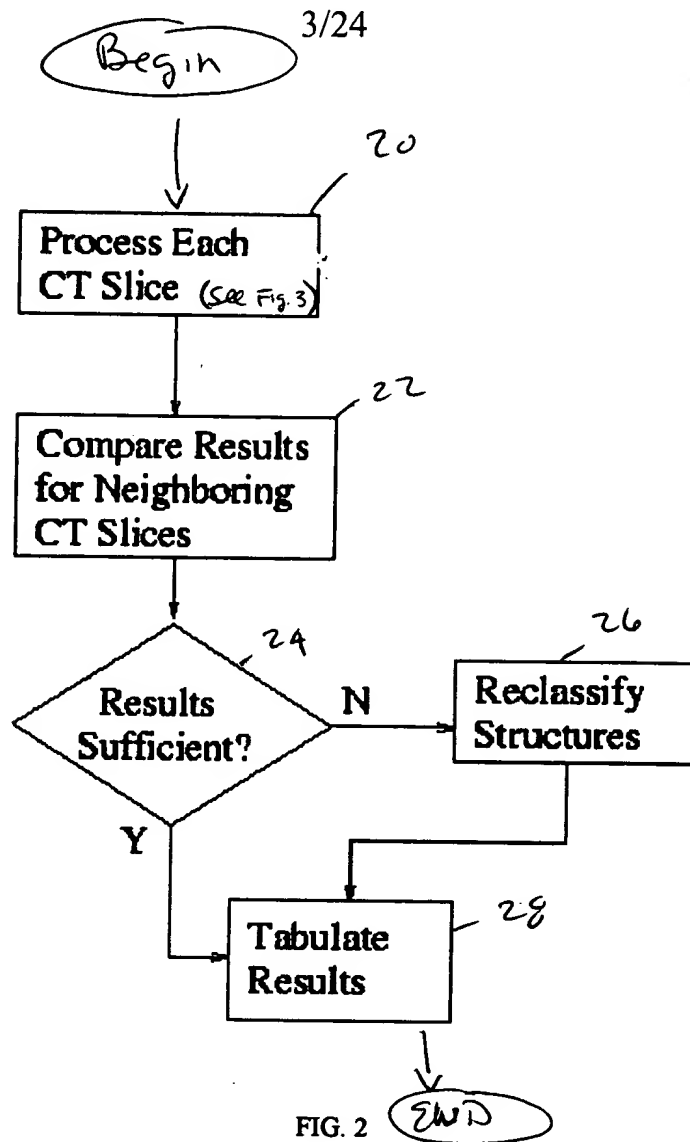 3/24
Begin
20
Process Each
CT Slice (See Fig. 3)
22
Compare Results
for Neighboring
CT Slices
24
Results
Sufficient?
N
26
Reclassify
Structures
Y
28
Tabulate
Results
FIG. 2
END